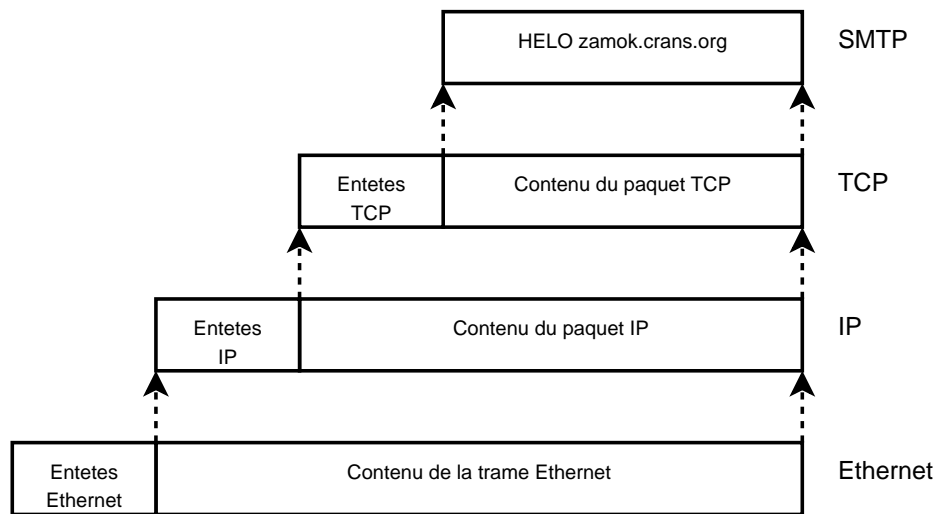 HELO zamok.crans.org
SMTP
Entetes
TCP
Contenu du paquet TCP
TCP
Entetes
IP
Contenu du paquet IP
IP
Entetes
Ethernet
Contenu de la trame Ethernet
Ethernet